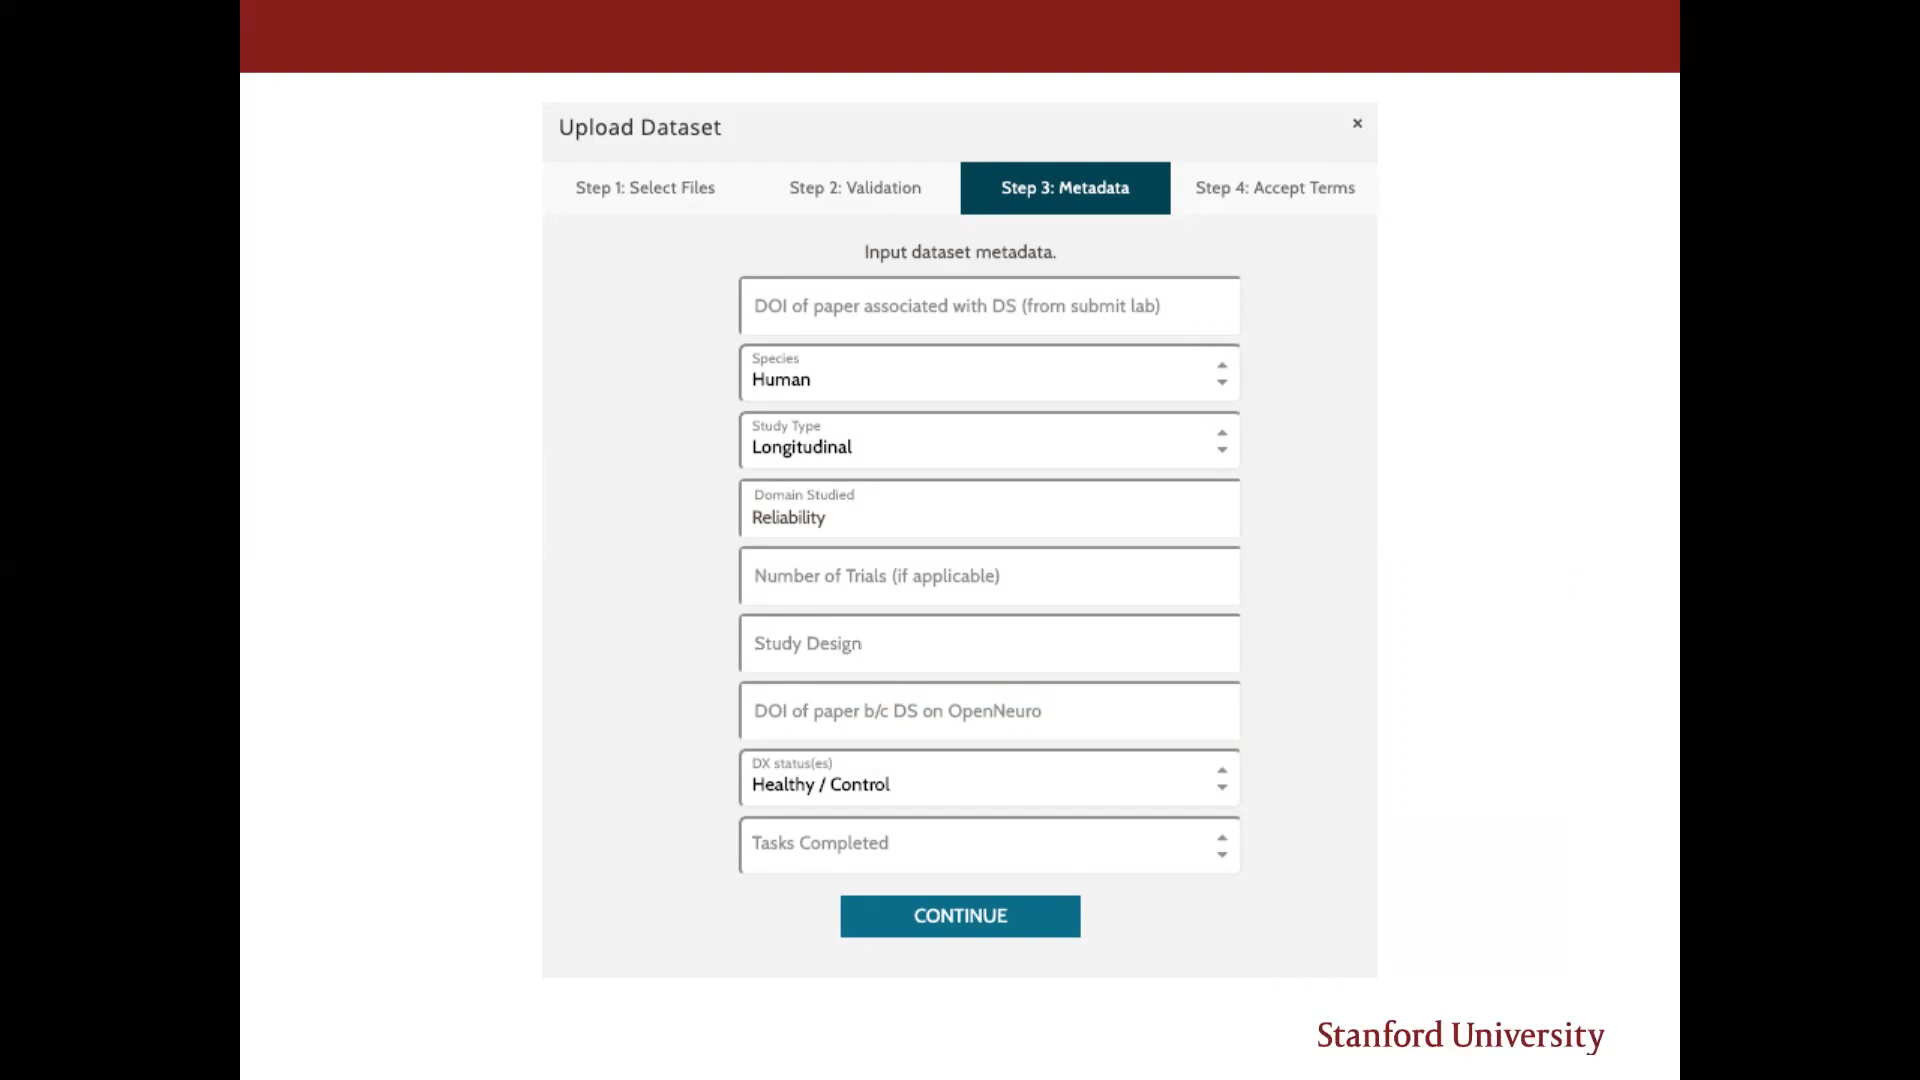 Upload Dataset
×
Step 1: Select Files
Step 2: Validation
Step 3: Metadata
Step 4: Accept Terms
Input dataset metadata.
DOI of paper associated with DS (from submit lab)
Species
Human
Study Type
Longitudinal
Domain Studied
Reliability
Number of Trials (if applicable)
Study Design
DOI of paper b/c DS on OpenNeuro
DX status(es)
Healthy / Control
Tasks Completed
CONTINUE
Stanford University